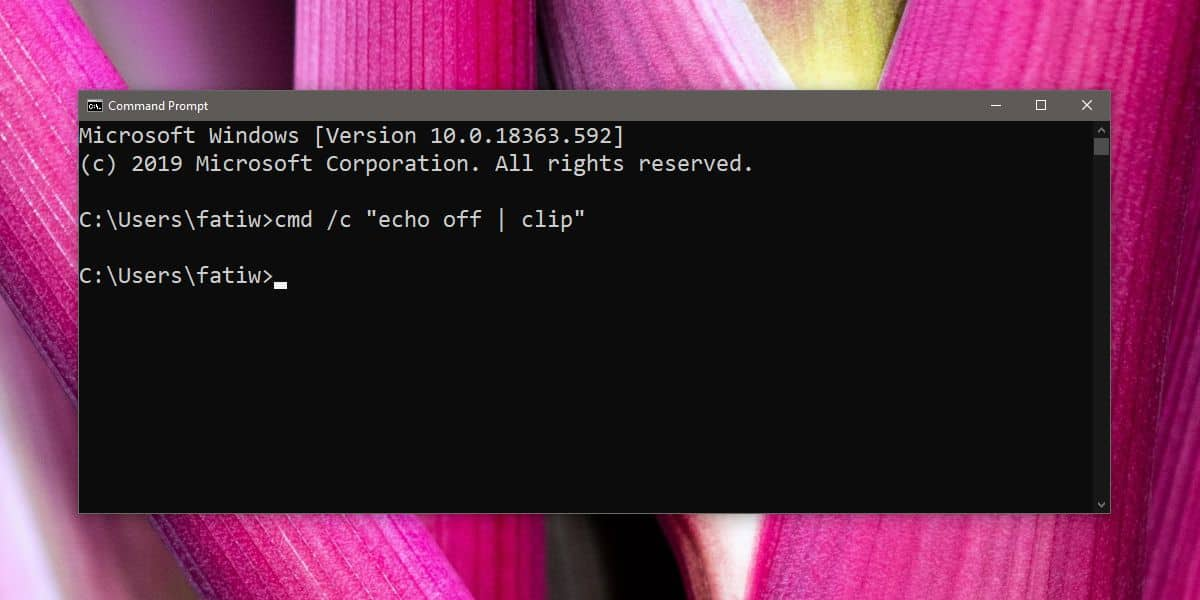 Command Prompt
Microsoft Windows [Version 10.0.18363.592]
(c) 2019 Microsoft Corporation. All rights reserved.
C:\Users\fatiw>cmd /c "echo off | clip"
C:\Users\fatiw>